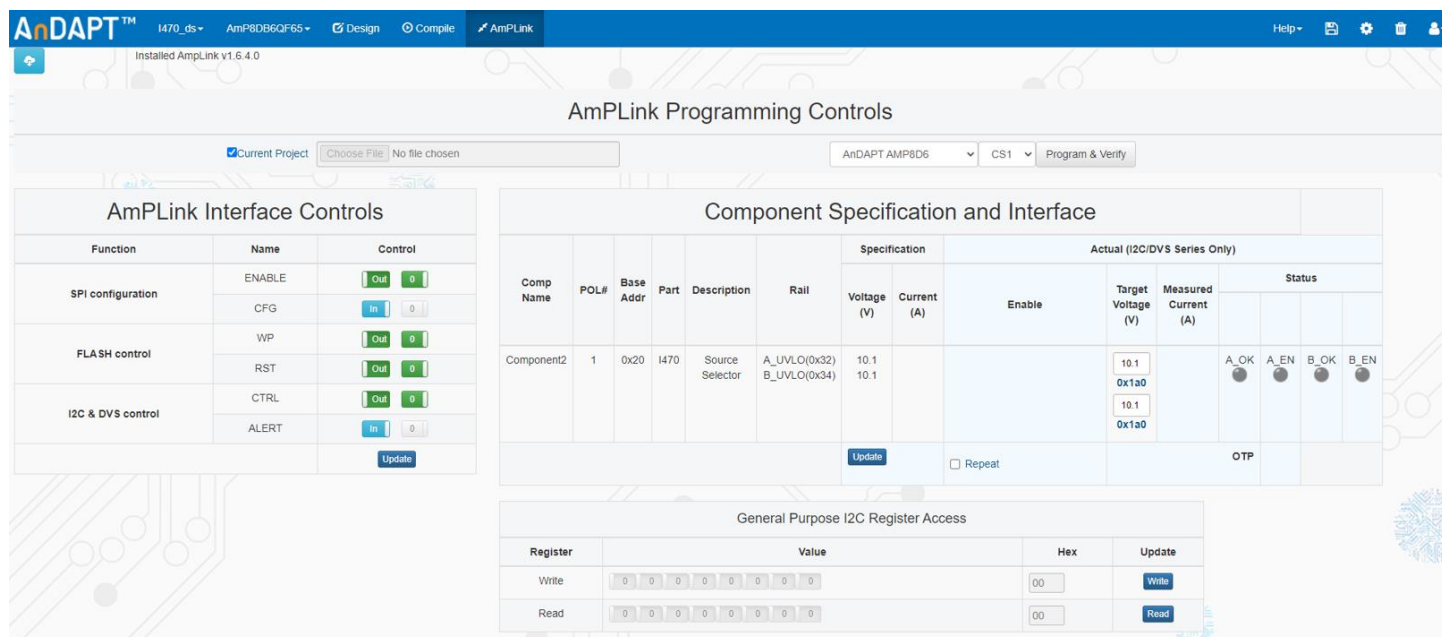 AnDAPT™ I470_ds AmP8DB6QF65 Design Compile AmPLink Help
Installed AmpLink v1.6.4.0
AmPLink Programming Controls
Current Project Choose File No file chosen AnDAPT AMP8D6 CS1 Program & Verify
AmPLink Interface Controls
Function Name Control
SPI configuration
ENABLE Out 0
CFG In 0
FLASH control
WP Out 0
RST Out 0
I2C & DVS control
CTRL Out 0
ALERT In 0
Update
Component Specification and Interface
Specification Actual (I2C/DVS Series Only)
Comp Name POL# Base Addr Part Description Rail Voltage (V) Current (A) Enable Target Voltage (V) Measured Current (A) Status
Component2 1 0x20 I470 Source Selector
A_UVLO(0x32) 10.1 10.1
0x1a0
B_UVLO(0x34) 10.1 10.1
0x1a0
A_OK A_EN B_OK B_EN
Update Repeat OTP
General Purpose I2C Register Access
Register Value Hex Update
Write 0 0 0 0 0 0 0 0 00 Write
Read 0 0 0 0 0 0 0 0 00 Read